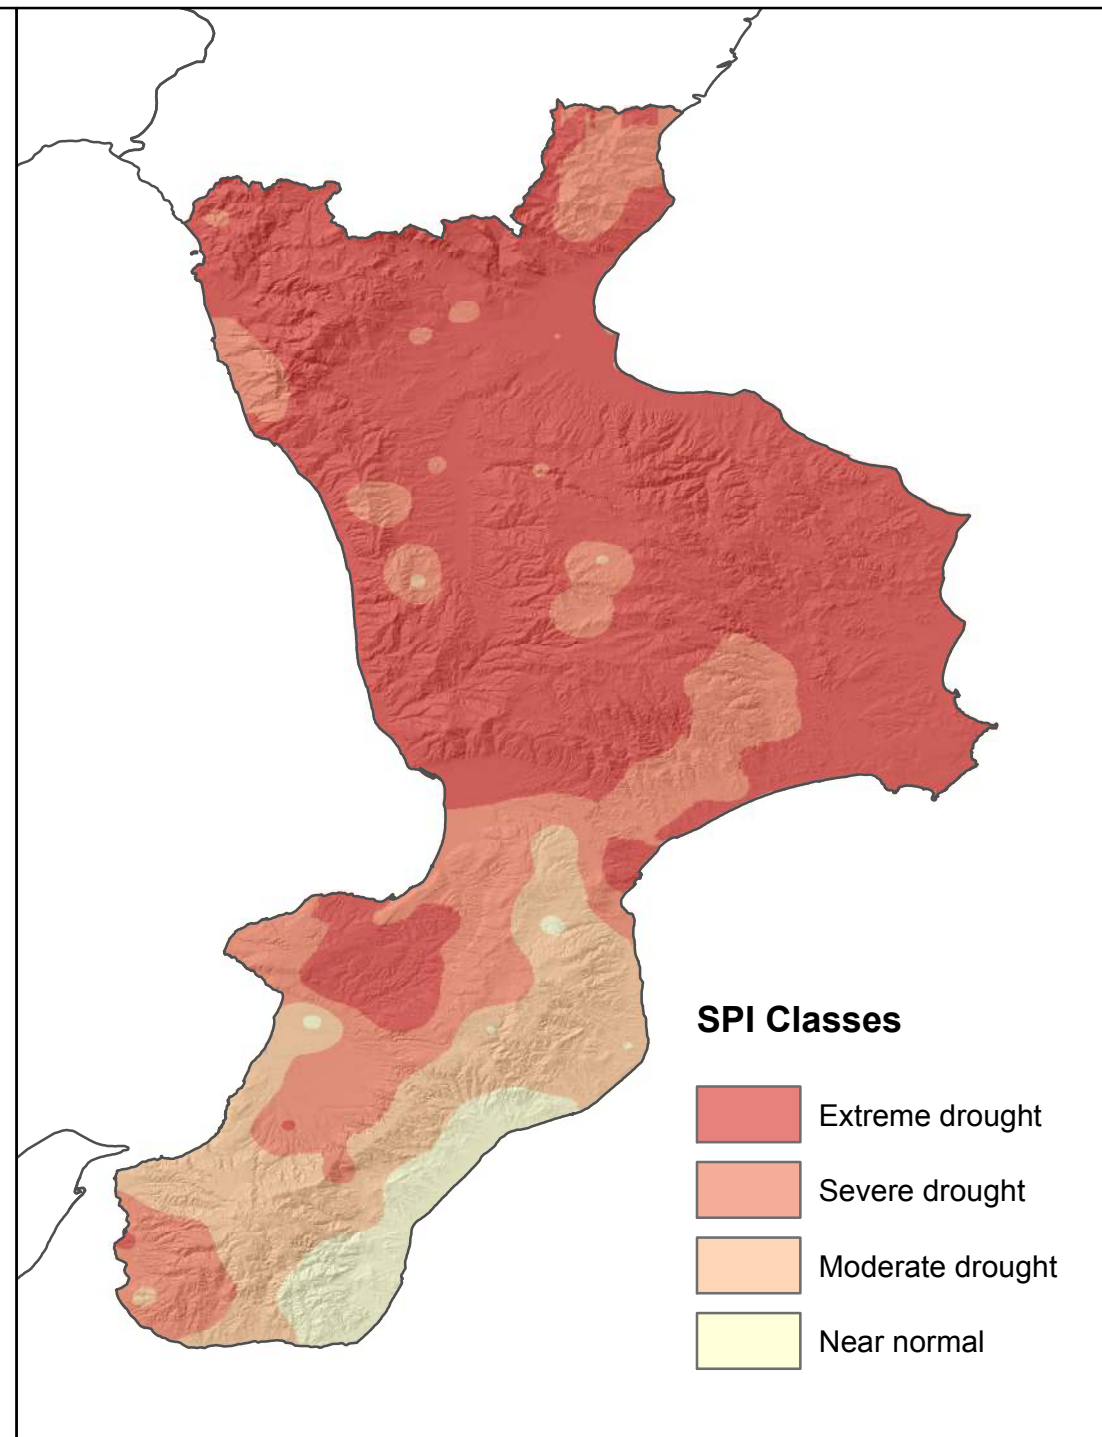 SPI Classes
Extreme drought
Severe drought
Moderate drought
Near normal